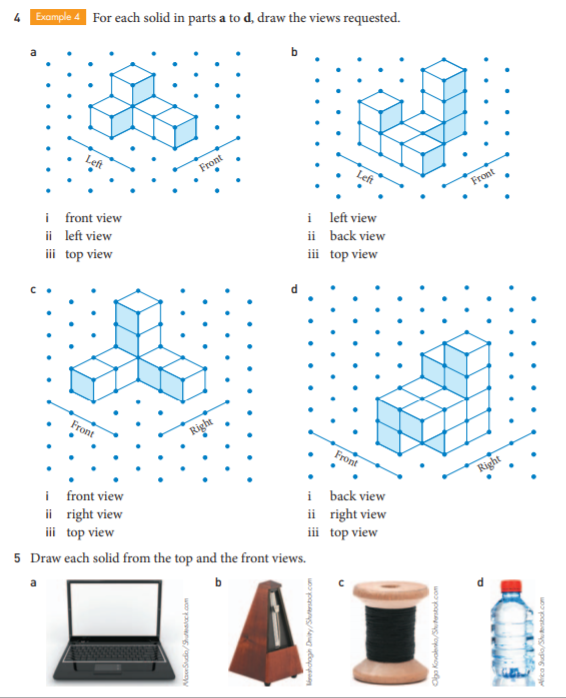 4 Example 4 For each solid in parts a to d, draw the views requested.
a
b
Left
Front
Left
Front
i front view
ii left view
iii top view
i left view
ii back view
iii top view
c
d
Front
Right
Front
Right
i front view
ii right view
iii top view
i back view
ii right view
iii top view
5 Draw each solid from the top and the front views.
a
b
c
d